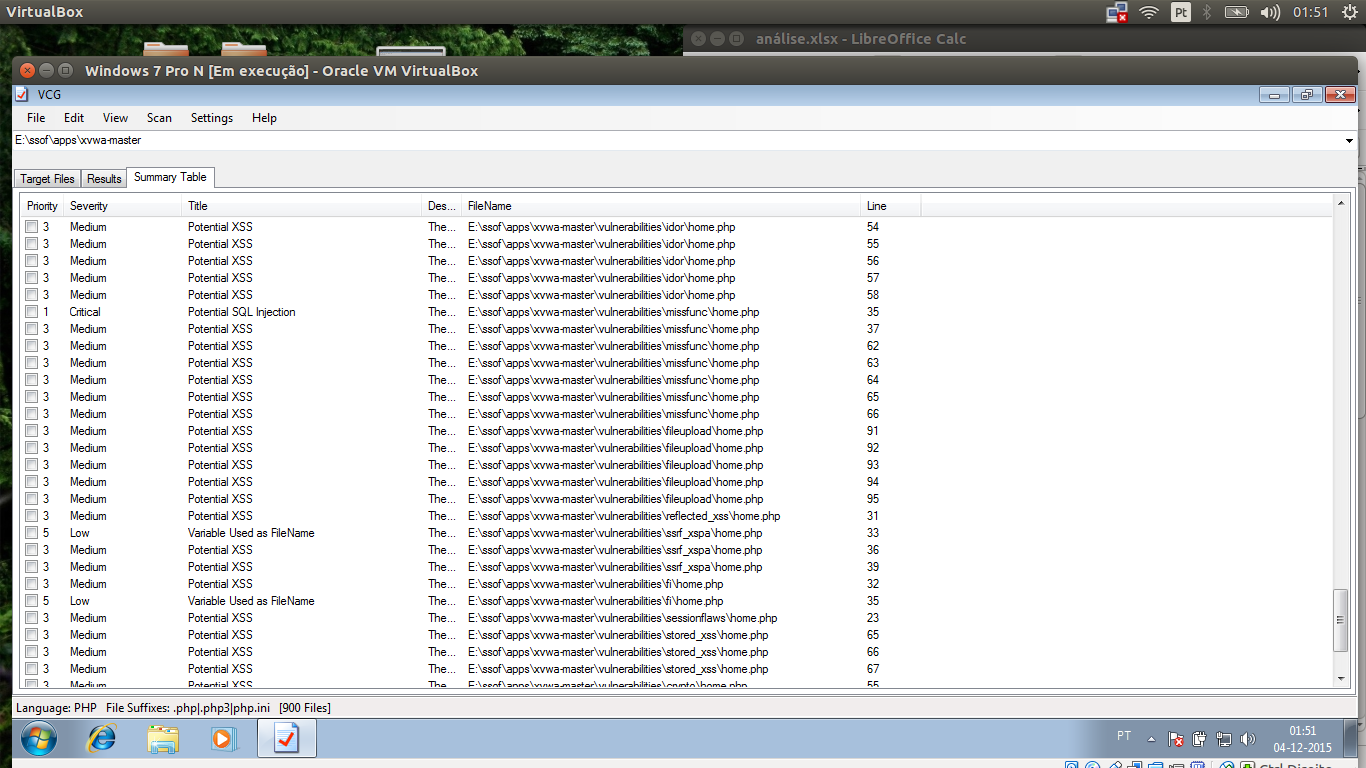 VirtualBox
Pt
01:51
análise.xlsx - LibreOffice Calc
Windows 7 Pro N [Em execução] - Oracle VM VirtualBox
VCG
File Edit View Scan Settings Help
E:\ssof\apps\xvwa-master
Target Files Results Summary Table
Priority Severity Title Des... FileName Line
3 Medium Potential XSS The... E:\ssof\apps\xvwa-master\vulnerabilities\idor\home.php 54
3 Medium Potential XSS The... E:\ssof\apps\xvwa-master\vulnerabilities\idor\home.php 55
3 Medium Potential XSS The... E:\ssof\apps\xvwa-master\vulnerabilities\idor\home.php 56
3 Medium Potential XSS The... E:\ssof\apps\xvwa-master\vulnerabilities\idor\home.php 57
3 Medium Potential XSS The... E:\ssof\apps\xvwa-master\vulnerabilities\idor\home.php 58
1 Critical Potential SQL Injection The... E:\ssof\apps\xvwa-master\vulnerabilities\missfunc\home.php 35
3 Medium Potential XSS The... E:\ssof\apps\xvwa-master\vulnerabilities\missfunc\home.php 37
3 Medium Potential XSS The... E:\ssof\apps\xvwa-master\vulnerabilities\missfunc\home.php 62
3 Medium Potential XSS The... E:\ssof\apps\xvwa-master\vulnerabilities\missfunc\home.php 63
3 Medium Potential XSS The... E:\ssof\apps\xvwa-master\vulnerabilities\missfunc\home.php 64
3 Medium Potential XSS The... E:\ssof\apps\xvwa-master\vulnerabilities\missfunc\home.php 65
3 Medium Potential XSS The... E:\ssof\apps\xvwa-master\vulnerabilities\missfunc\home.php 66
3 Medium Potential XSS The... E:\ssof\apps\xvwa-master\vulnerabilities\fileupload\home.php 91
3 Medium Potential XSS The... E:\ssof\apps\xvwa-master\vulnerabilities\fileupload\home.php 92
3 Medium Potential XSS The... E:\ssof\apps\xvwa-master\vulnerabilities\fileupload\home.php 93
3 Medium Potential XSS The... E:\ssof\apps\xvwa-master\vulnerabilities\fileupload\home.php 94
3 Medium Potential XSS The... E:\ssof\apps\xvwa-master\vulnerabilities\fileupload\home.php 95
3 Medium Potential XSS The... E:\ssof\apps\xvwa-master\vulnerabilities\reflected_xss\home.php 31
5 Low Variable Used as FileName The... E:\ssof\apps\xvwa-master\vulnerabilities\ssrf_xspa\home.php 33
3 Medium Potential XSS The... E:\ssof\apps\xvwa-master\vulnerabilities\ssrf_xspa\home.php 36
3 Medium Potential XSS The... E:\ssof\apps\xvwa-master\vulnerabilities\ssrf_xspa\home.php 39
3 Medium Potential XSS The... E:\ssof\apps\xvwa-master\vulnerabilities\fi\home.php 32
5 Low Variable Used as FileName The... E:\ssof\apps\xvwa-master\vulnerabilities\fi\home.php 35
3 Medium Potential XSS The... E:\ssof\apps\xvwa-master\vulnerabilities\sessionflaws\home.php 23
3 Medium Potential XSS The... E:\ssof\apps\xvwa-master\vulnerabilities\stored_xss\home.php 65
3 Medium Potential XSS The... E:\ssof\apps\xvwa-master\vulnerabilities\stored_xss\home.php 66
3 Medium Potential XSS The... E:\ssof\apps\xvwa-master\vulnerabilities\stored_xss\home.php 67
3 Medium Potential XSS The... E:\ssof\apps\xvwa-master\vulnerabilities\crypto\home.php 55
Language: PHP File Suffixes: .php|.php3|php.ini [900 Files]
PT
01:51
04-12-2015
Ctrl Direito